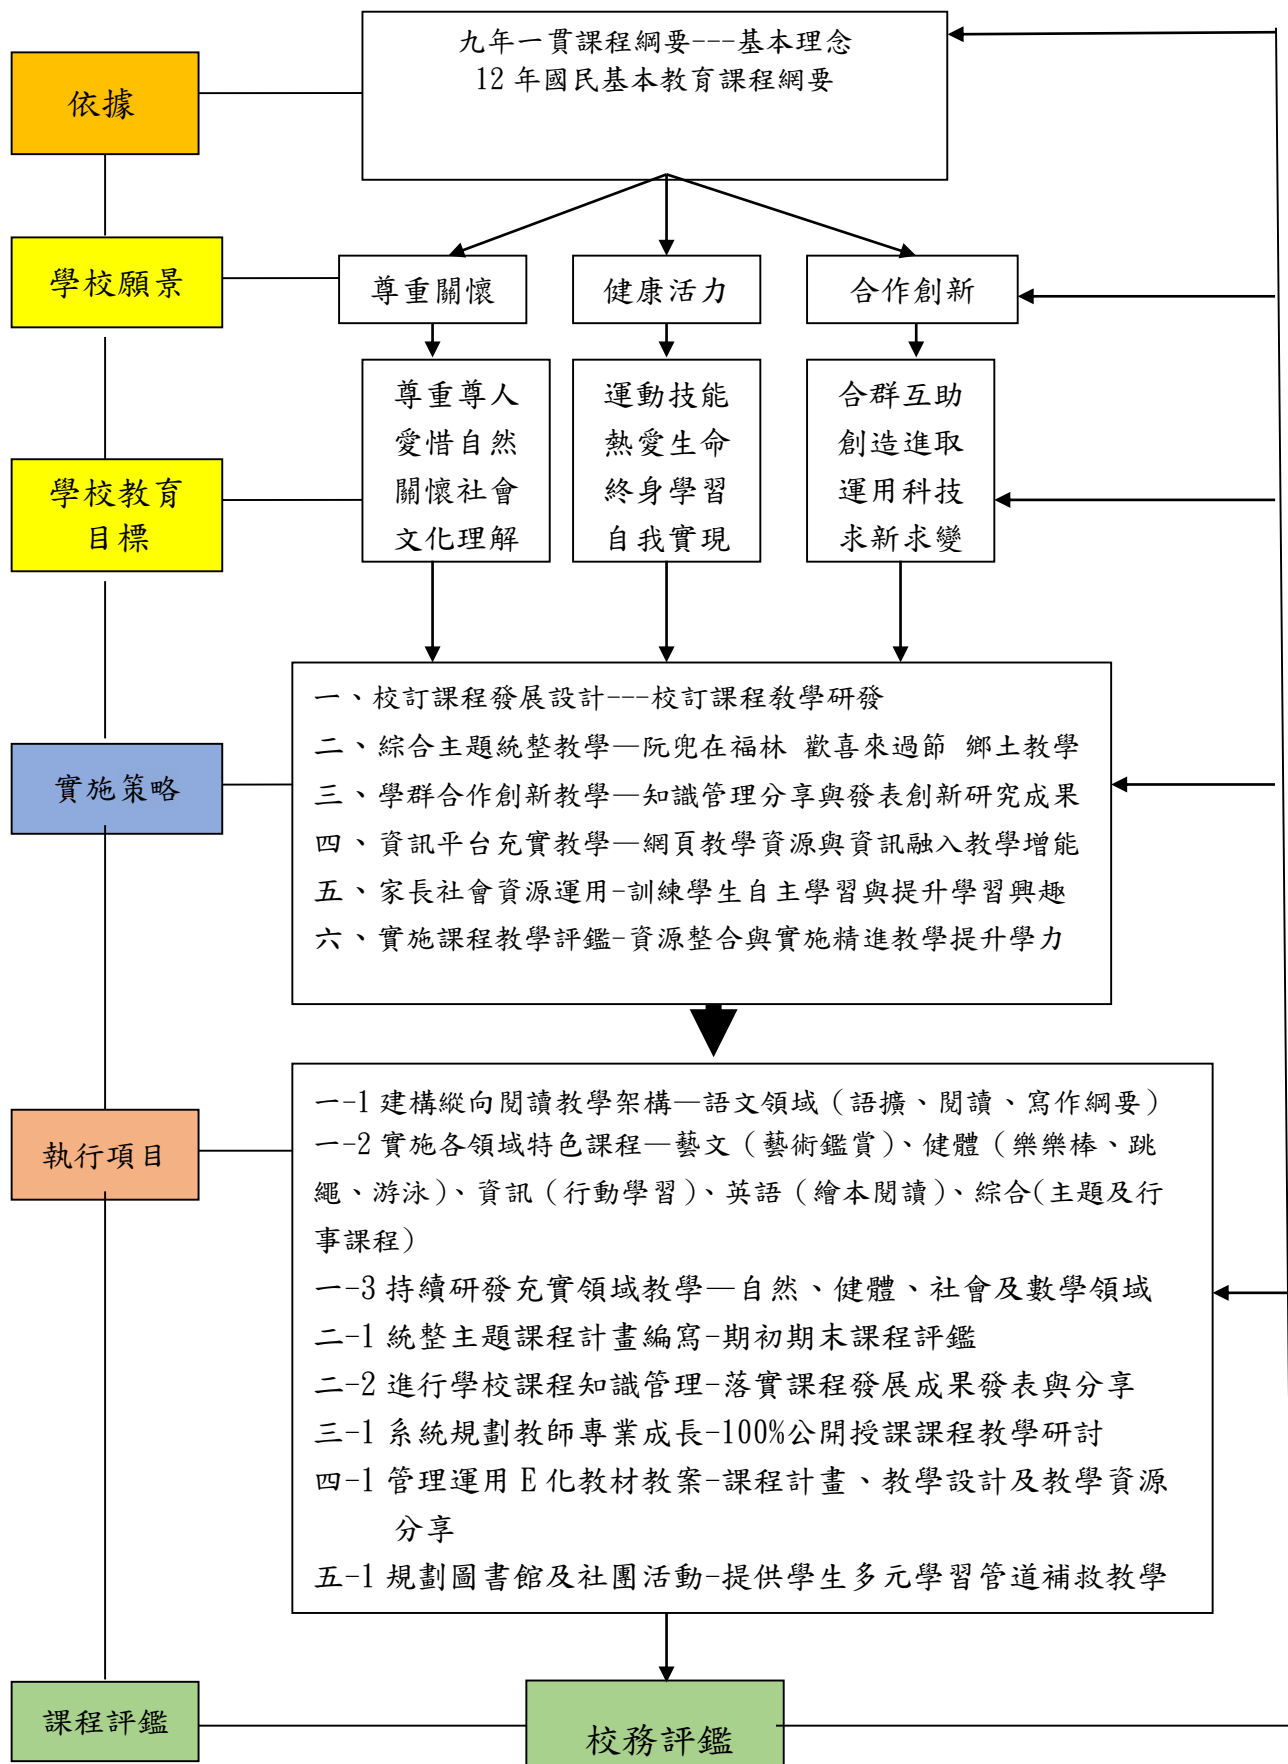 九年一貫課程綱要---基本理念
12年國民基本教育課程網要
依據
學校願景
尊重關懷
健康活力
合作創新
學校教育
目標
尊重尊人
愛惜自然
關懷社會
文化理解
運動技能
熱愛生命
終身學習
自我實現
合群互助
創造進取
運用科技
求新求變
實施策略
一、校訂課程發展設計---校訂課程教學研發
二、綜合主題統整教學—阮兜在福林 歡喜來過節 鄉土教學
三、學群合作創新教學—知識管理分享與發表創新研究成果
四、資訊平台充實教學—網頁教學資源與資訊融入教學增能
五、家長社會資源運用-訓練學生自主學習與提升學習興趣
六、實施課程教學評鑑-資源整合與實施精進教學提升學力
執行項目
一-1 建構縱向閱讀教學架構—語文領域（語擴、閱讀、寫作綱要）
一-2 實施各領域特色課程—藝文（藝術鑑賞）、健體（樂樂棒、跳
繩、游泳）、資訊（行動學習）、英語（繪本閱讀）、綜合(主題及行
事課程）
一-3 持續研發充實領域教學—自然、健體、社會及數學領域
二-1 統整主題課程計畫編寫-期初期末課程評鑑
二-2 進行學校課程知識管理-落實課程發展成果發表與分享
三-1 系統規劃教師專業成長-100%公開授課課程教學研討
四-1 管理運用 E 化教材教案-課程計畫、教學設計及教學資源
分享
五-1 規劃圖書館及社團活動-提供學生多元學習管道補救教學
課程評鑑
校務評鑑